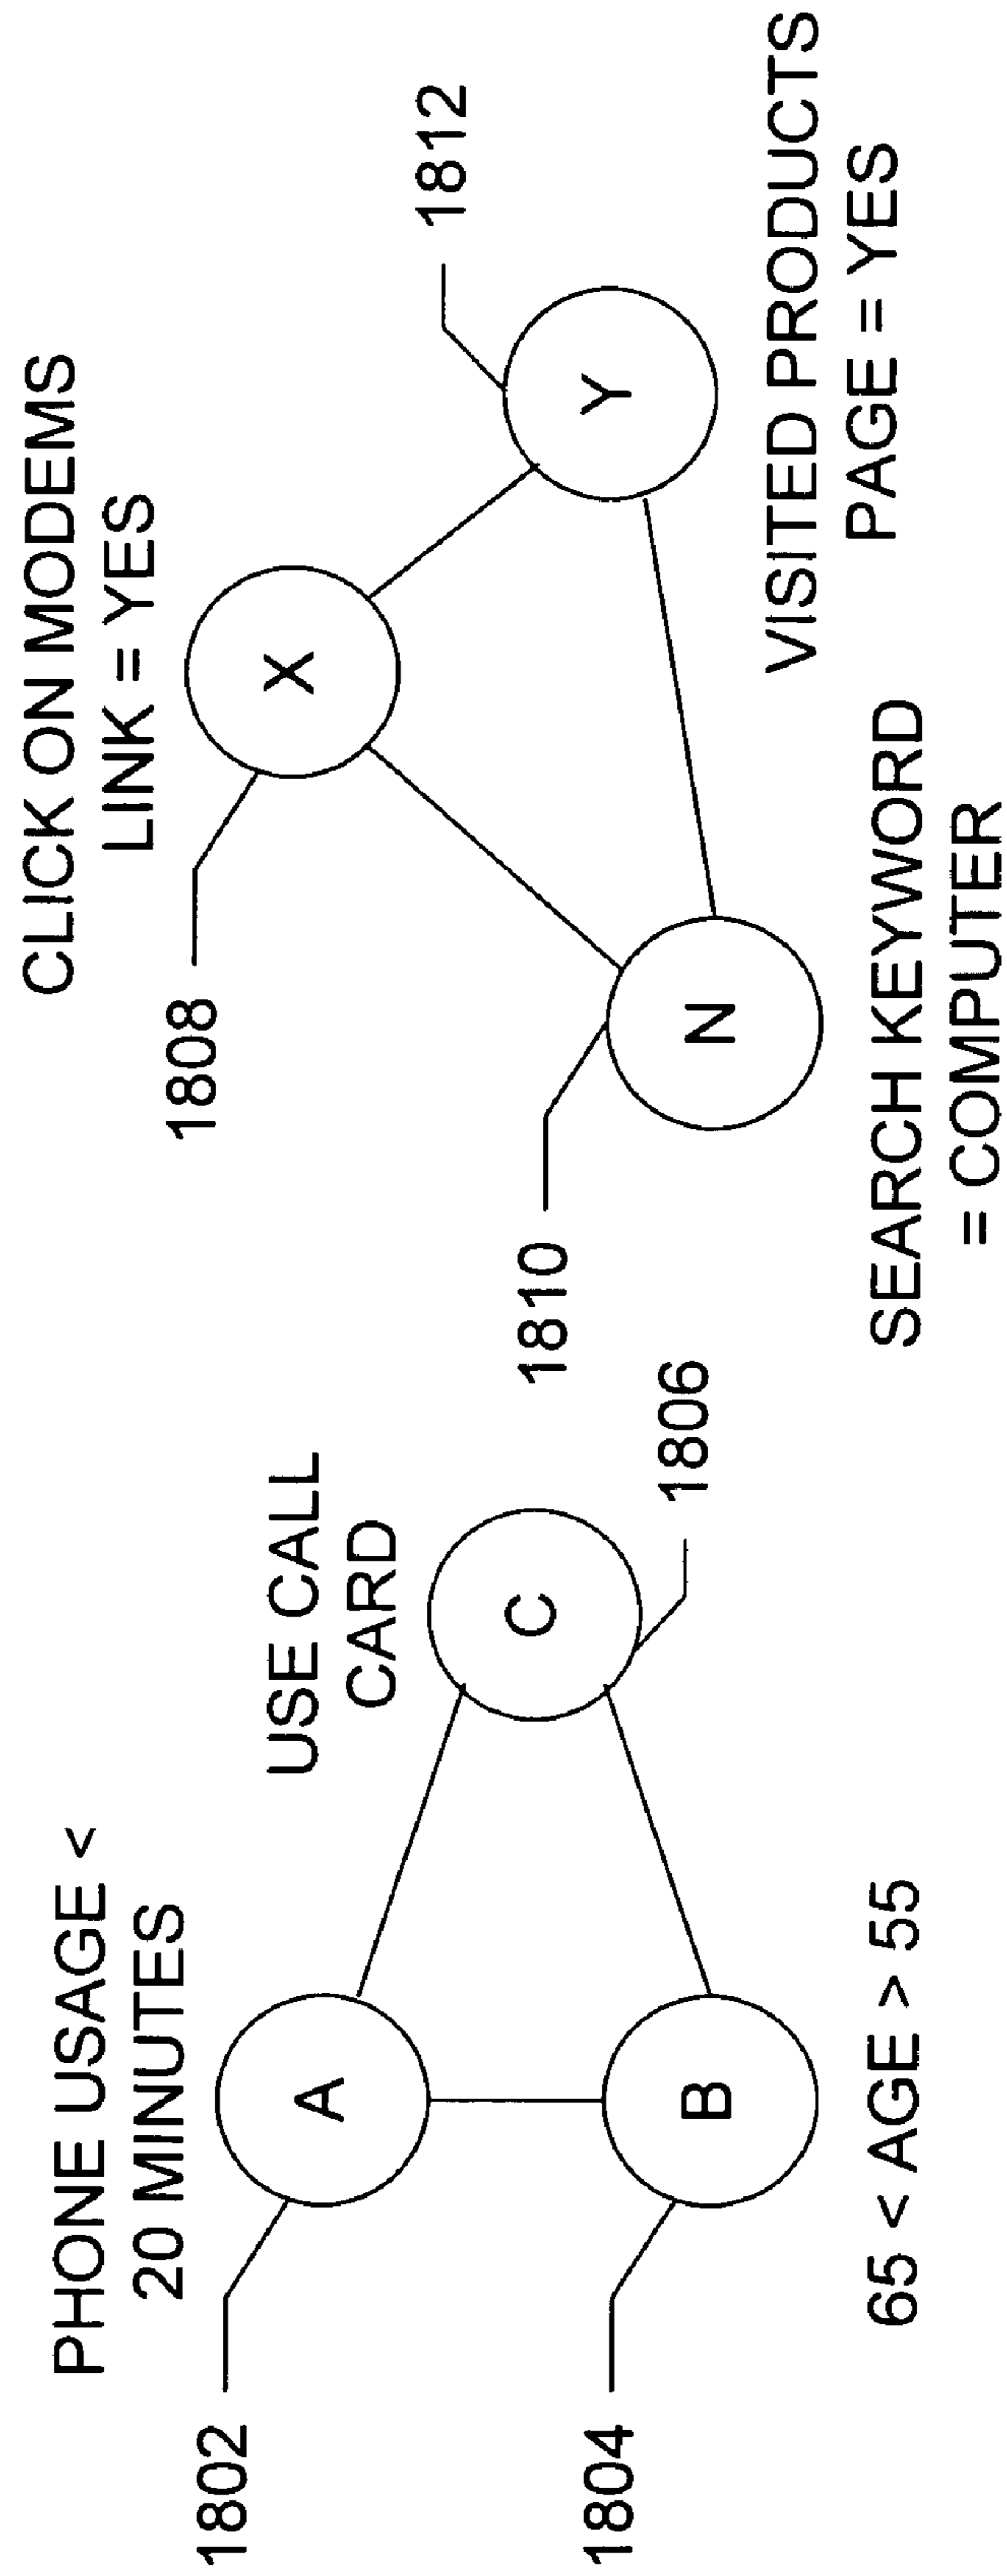 PHONE USAGE <
20 MINUTES
1802
A
USE CALL
CARD
C
1806
1804
B
65 < AGE > 55
CLICK ON MODEMS
LINK = YES
1808
X
1812
Y
1810
N
VISITED PRODUCTS
PAGE = YES
SEARCH KEYWORD
= COMPUTER